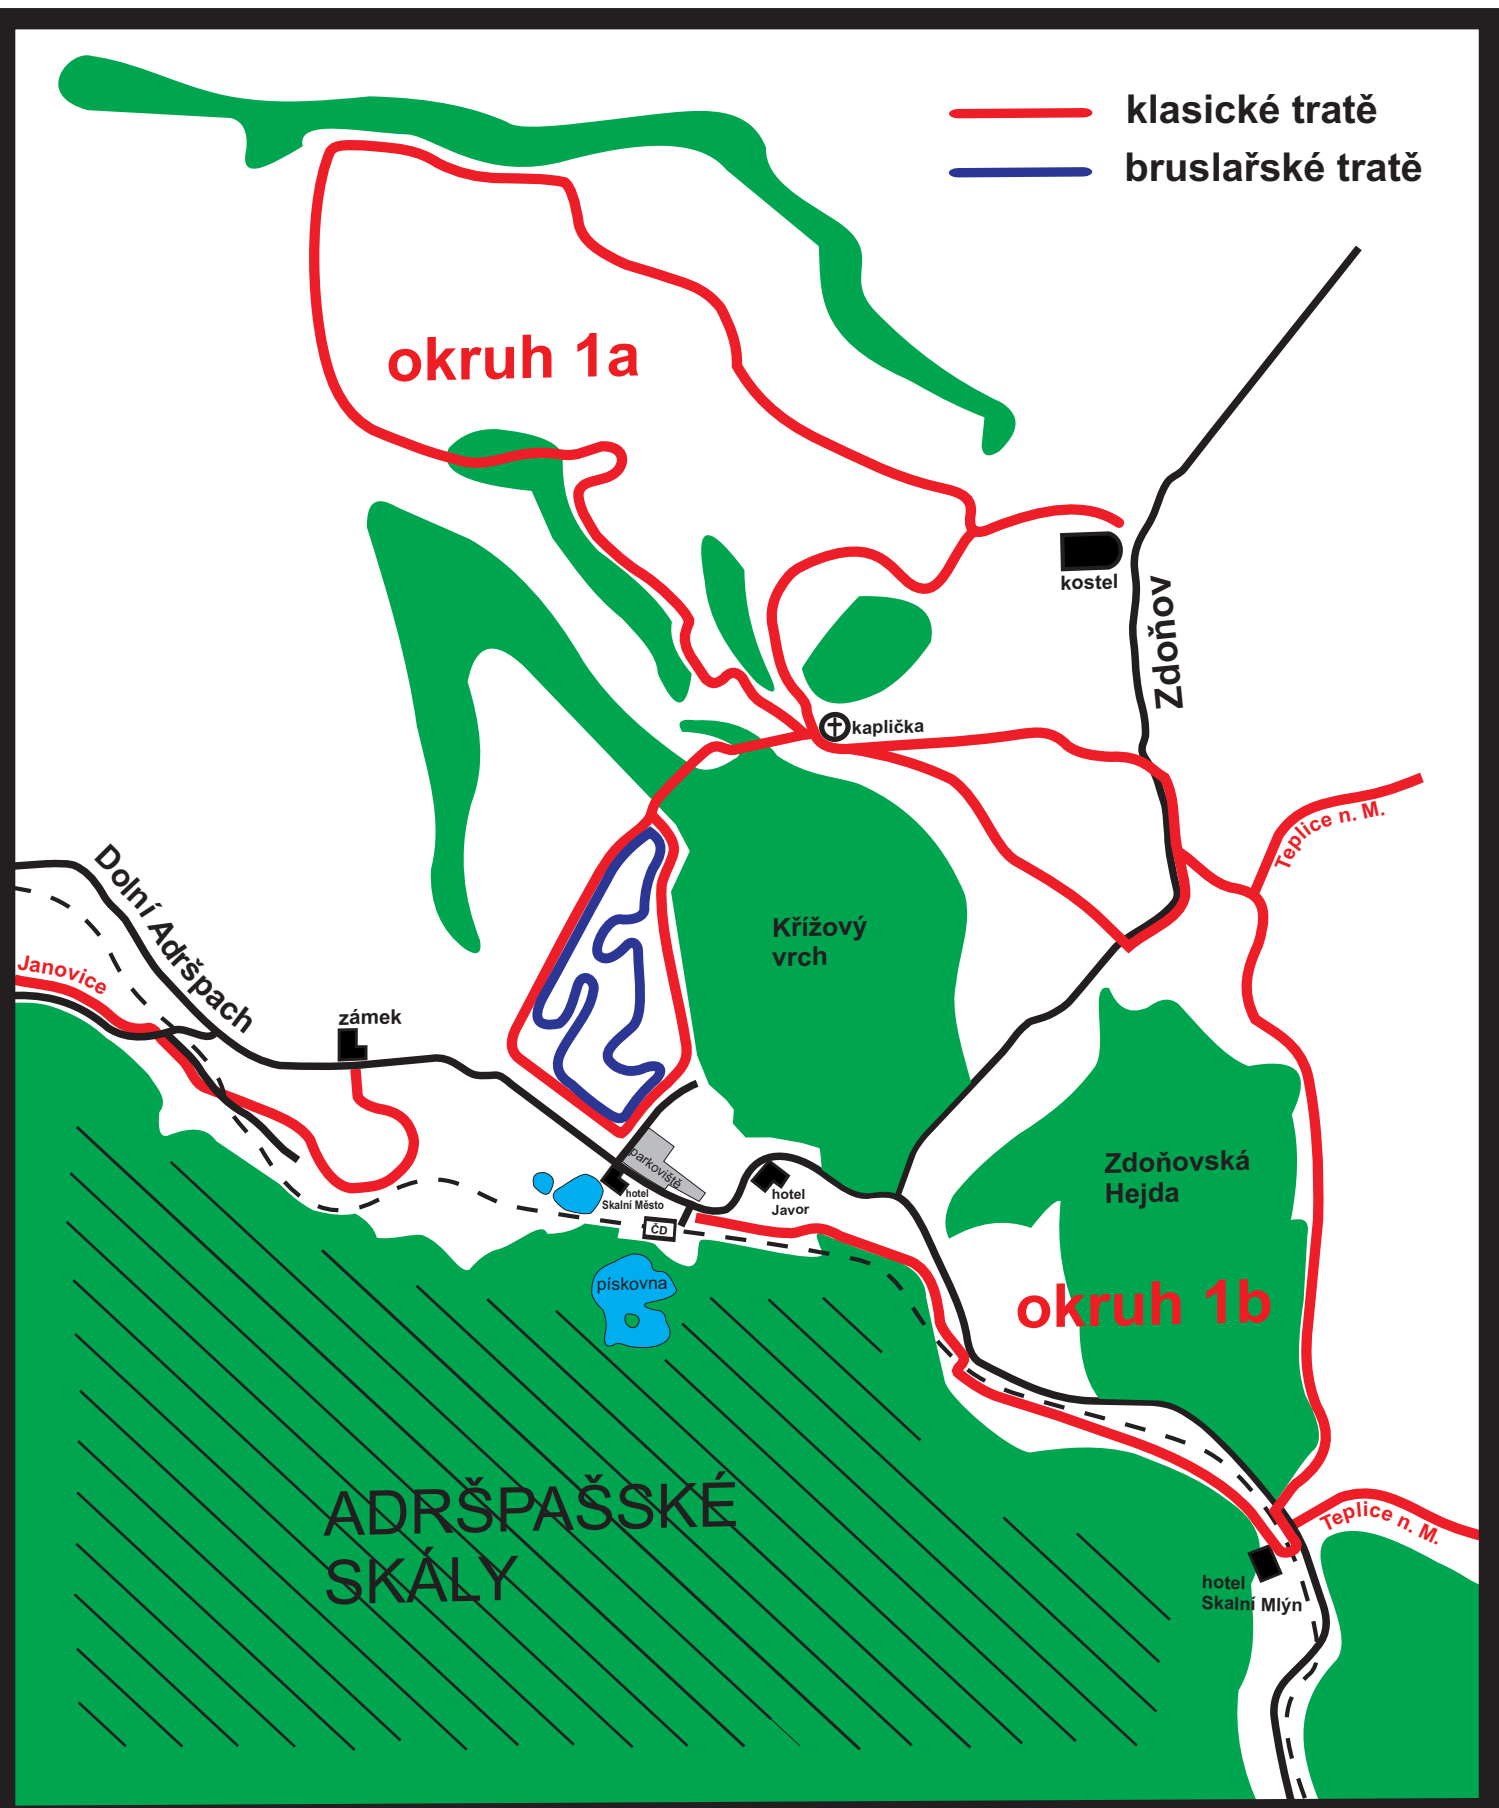 klasické tratě
bruslařské tratě
okruh 1a
kostel
Zdoňov
kaplička
Teplice n. M.
Dolní Adršpach
Křížový
vrch
Janovice
zámek
parkoviště
Zdoňovská
Hejda
hotel
Skalní Město
hotel
Javor
ČD
pískovna
okruh 1b
ADRŠPAŠSKÉ
SKÁLY
Teplice n. M.
hotel
Skalní Mlýn